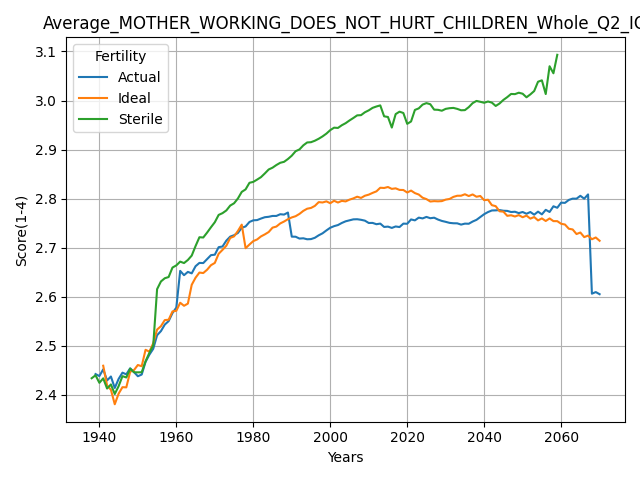 Average_MOTHER_WORKING_DOES_NOT_HURT_CHILDREN_Whole_Q2_IQ
Fertility
Actual
Ideal
Sterile
Score(1-4)
3.1
3.0
2.9
2.8
2.7
2.6
2.5
2.4
1940 1960 1980 2000 2020 2040 2060
Years